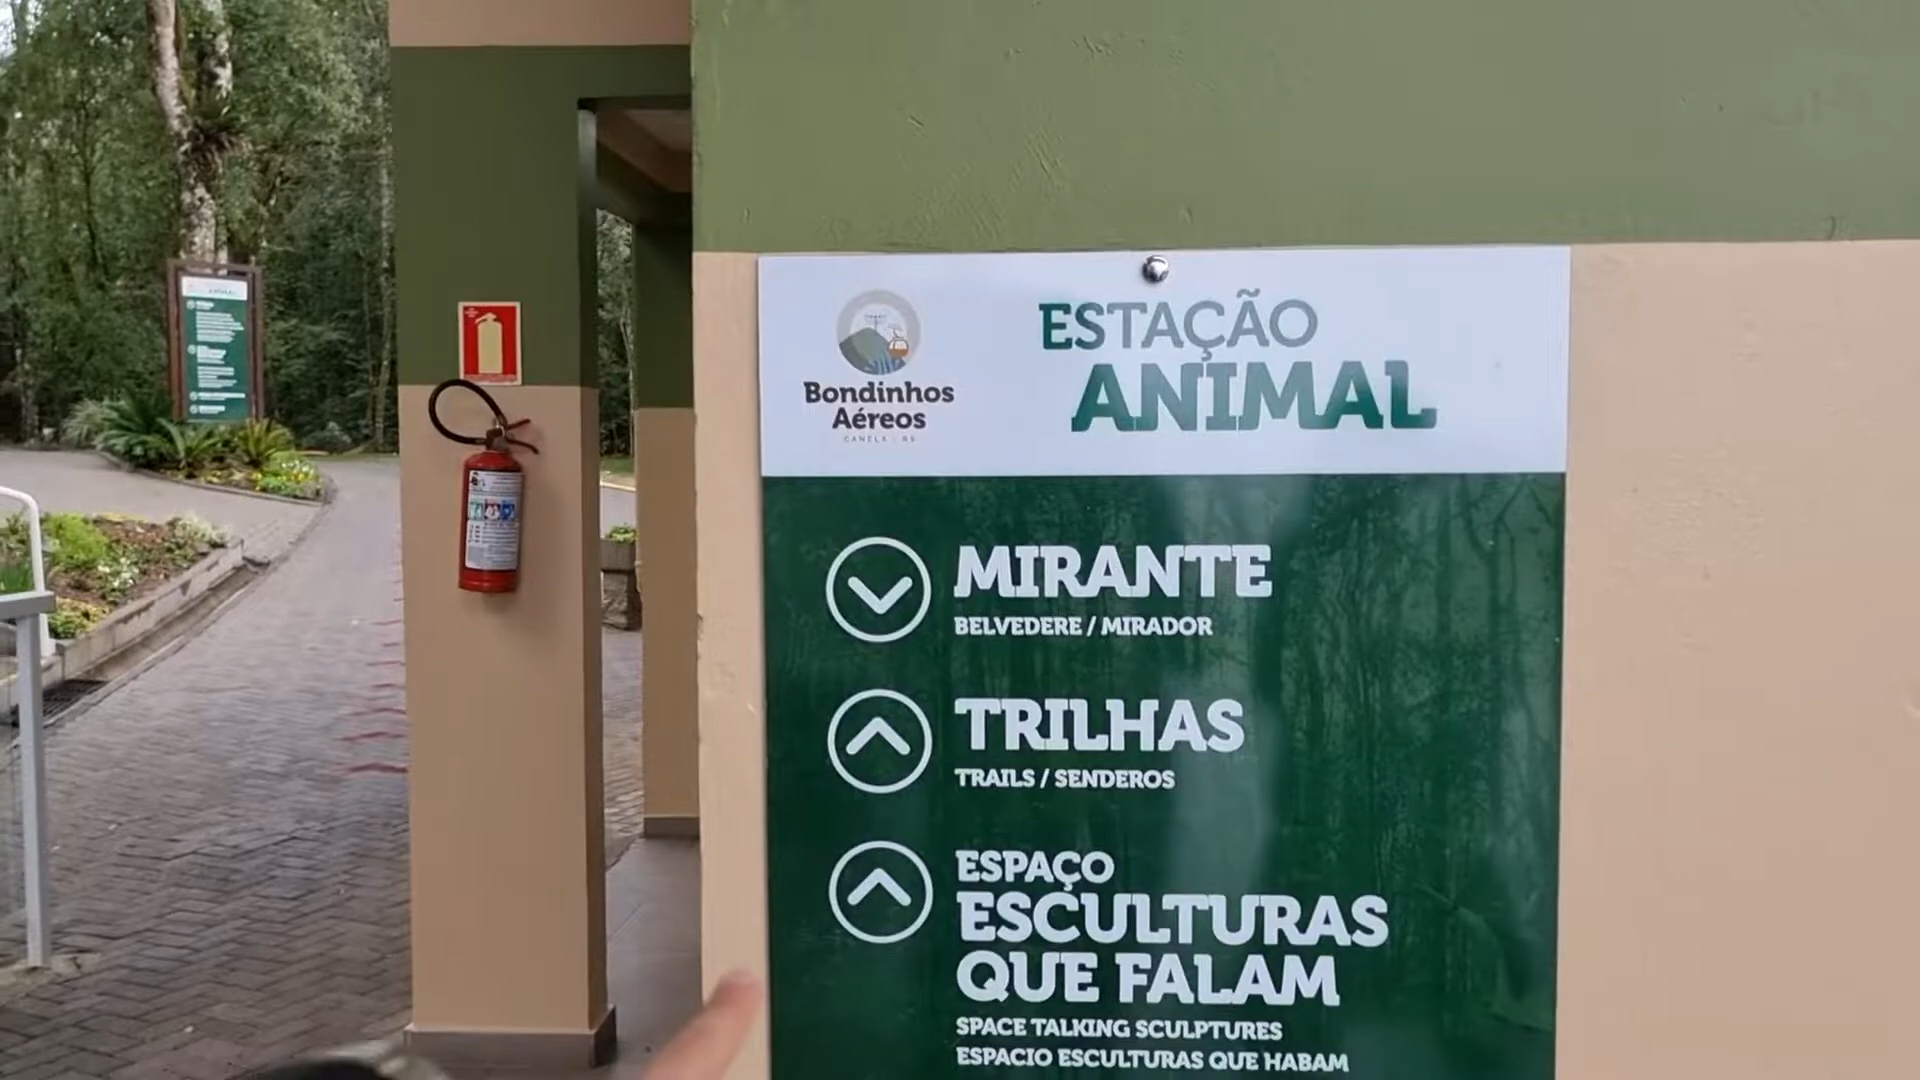 Bondinhos
Aéreos
CANELA - RS
ESTAÇÃO
ANIMAL
MIRANTE
BELVEDERE / MIRADOR
TRILHAS
TRAILS / SENDEROS
ESPAÇO
ESCULTURAS
QUE FALAM
SPACE TALKING SCULPTURES
ESPACIO ESCULTURAS QUE HABAM